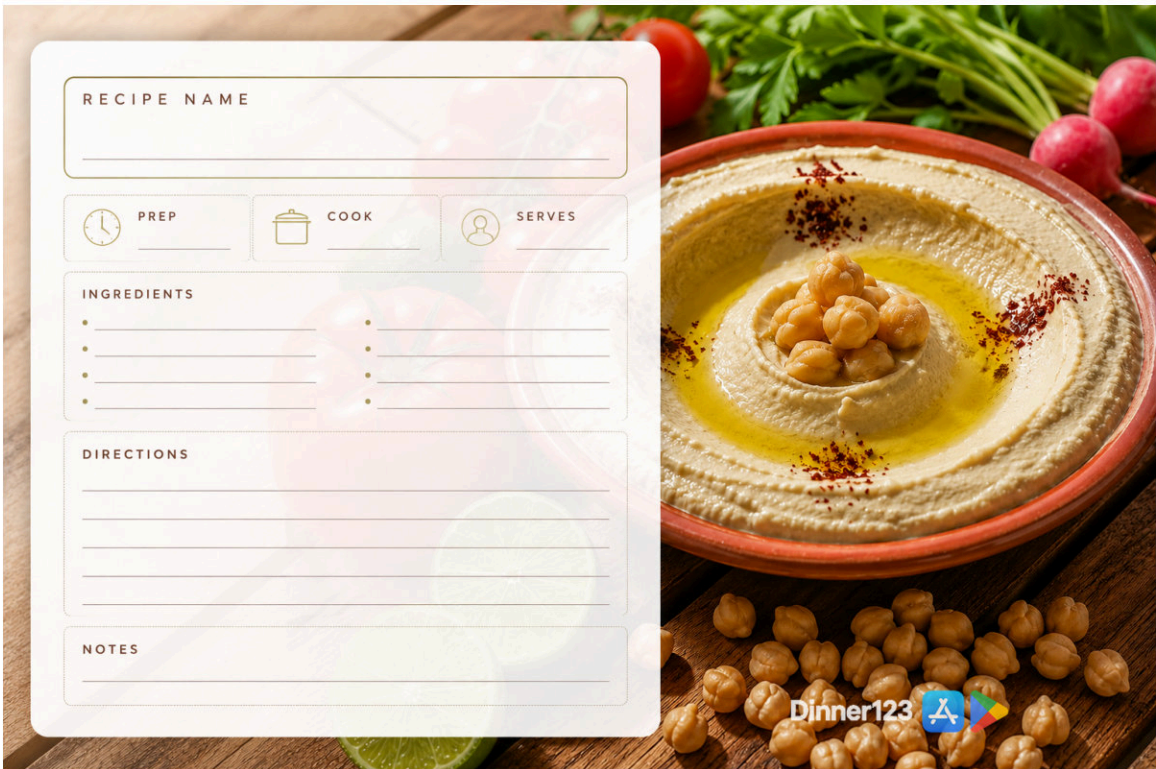 RECIPE NAME
PREP
COOK
SERVES
INGREDIENTS
DIRECTIONS
NOTES
Dinner123